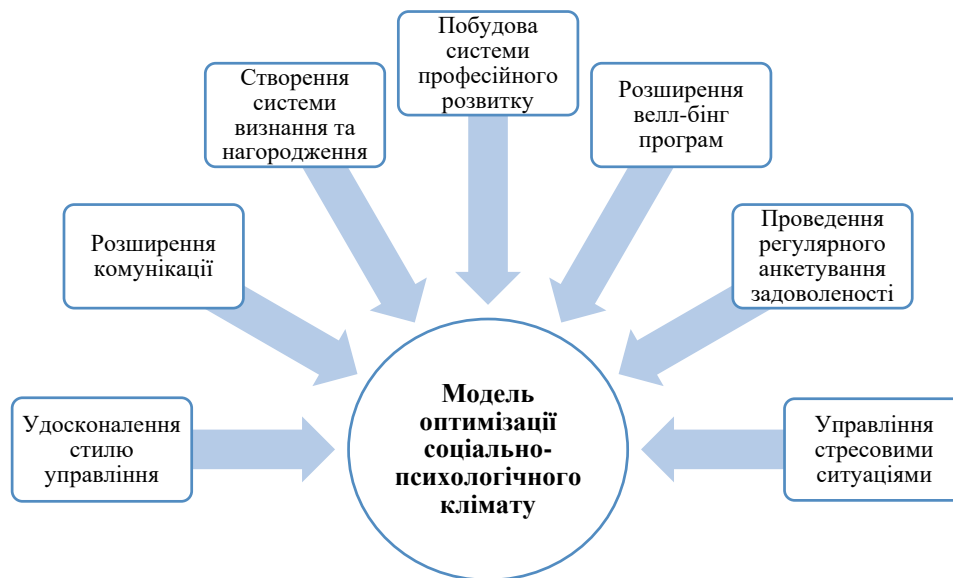 Побудова
системи
професійного
розвитку
Створення
системи
визнання та
нагородження
Розширення
велл-бінг
програм
Розширення
комунікації
Проведення
регулярного
анкетування
задоволеності
Удосконалення
стилю
управління
Модель
оптимізації
соціально-
психологічного
клімату
Управління
стресовими
ситуаціями